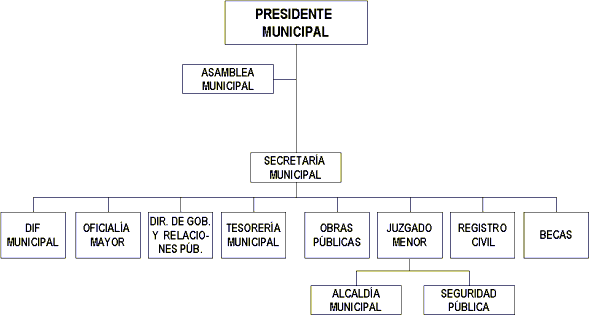 PRESIDENTE
MUNICIPAL
ASAMBLEA
MUNICIPAL
SECRETARÍA
MUNICIPAL
DIF
MUNICIPAL
OFICIALÍA
MAYOR
DIR. DE GOB.
Y RELACIO-
NES PÚB.
TESORERÌA
MUNICIPAL
OBRAS
PÚBLICAS
JUZGADO
MENOR
REGISTRO
CIVIL
BECAS
ALCALDÍA
MUNICIPAL
SEGURIDAD
PÚBLICA